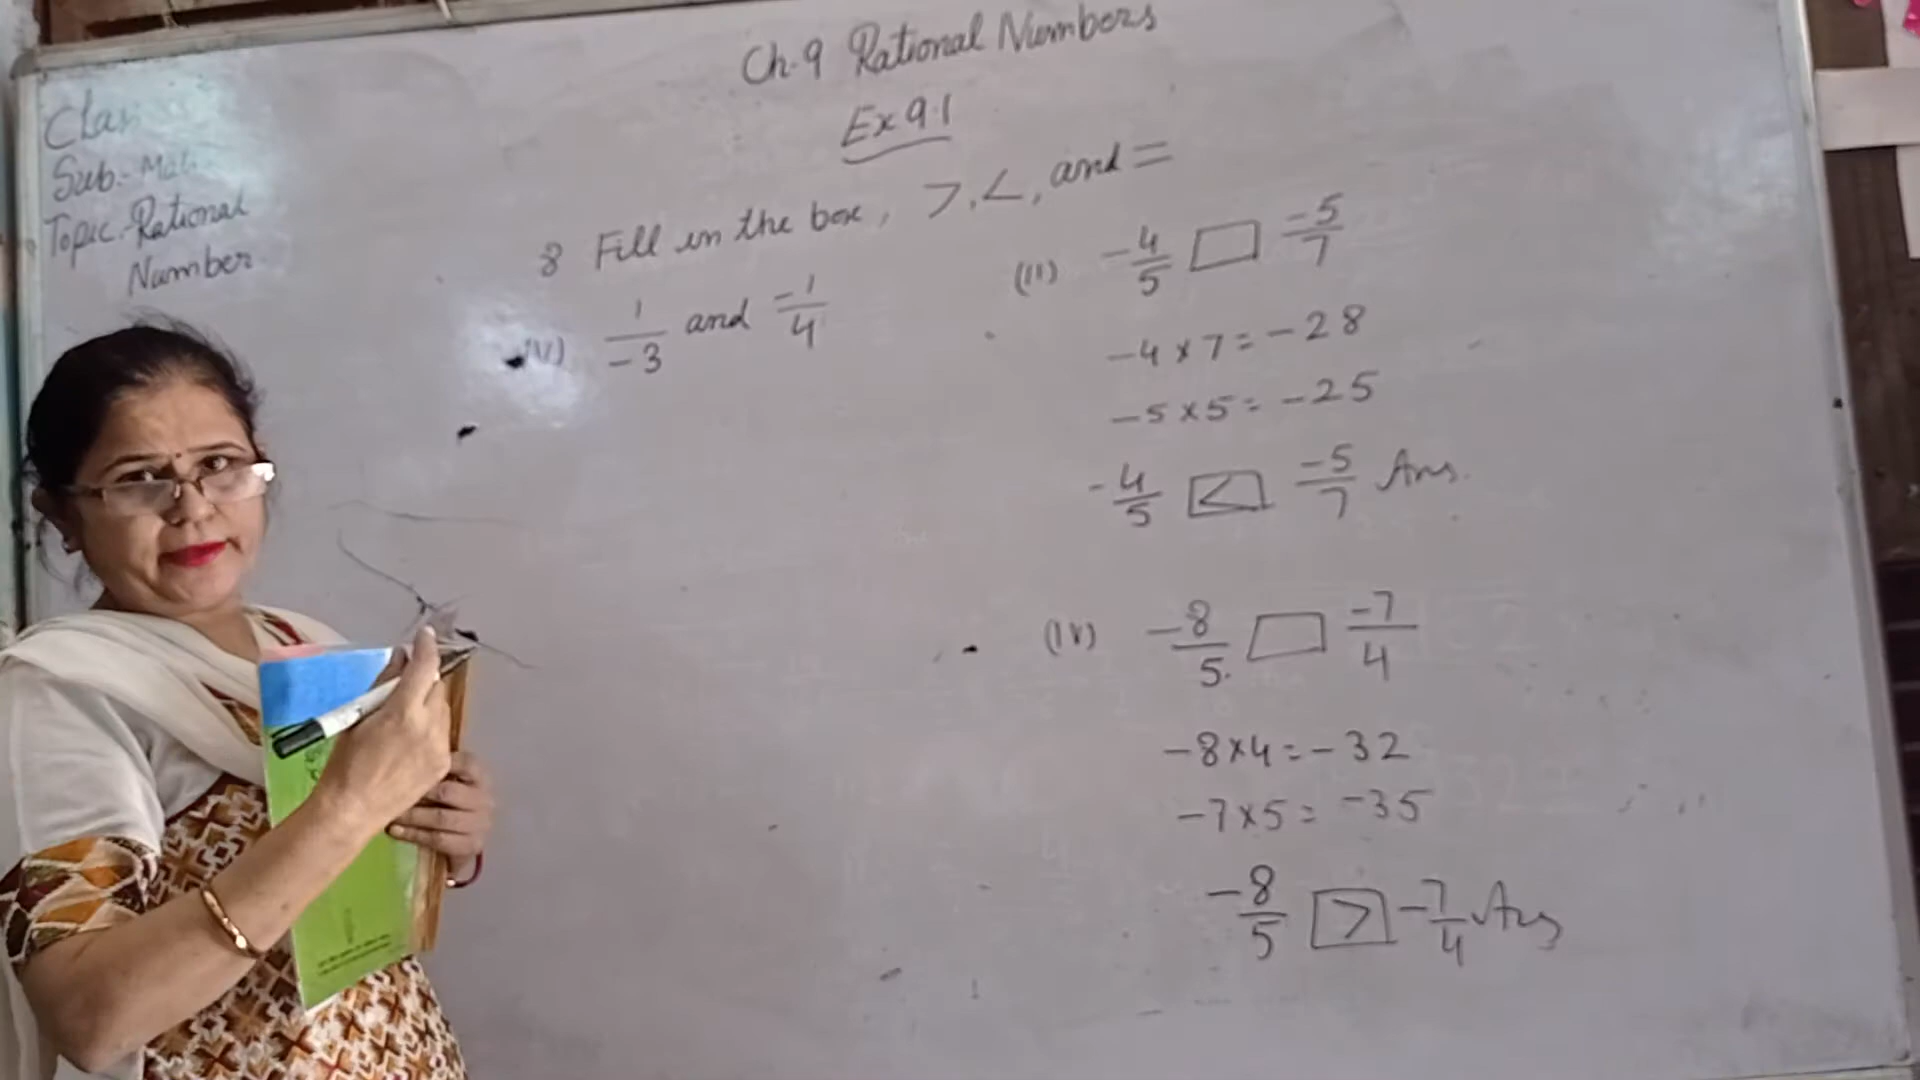 Ch-9 Rational Numbers
Ex 9.1
Sub:-
Topic:-Rational
Number
8 Fill in the box, >, <, and =
(V) 1/-3 and -1/4
(II) -4/5 □ -5/7
-4 × 7 = -28
-5 × 5 = -25
-4/5 [<] -5/7 Ans.
(IV) -8/5 □ -7/4
-8×4 = -32
-7×5 = -35
-8/5 [>] -7/4 Ans